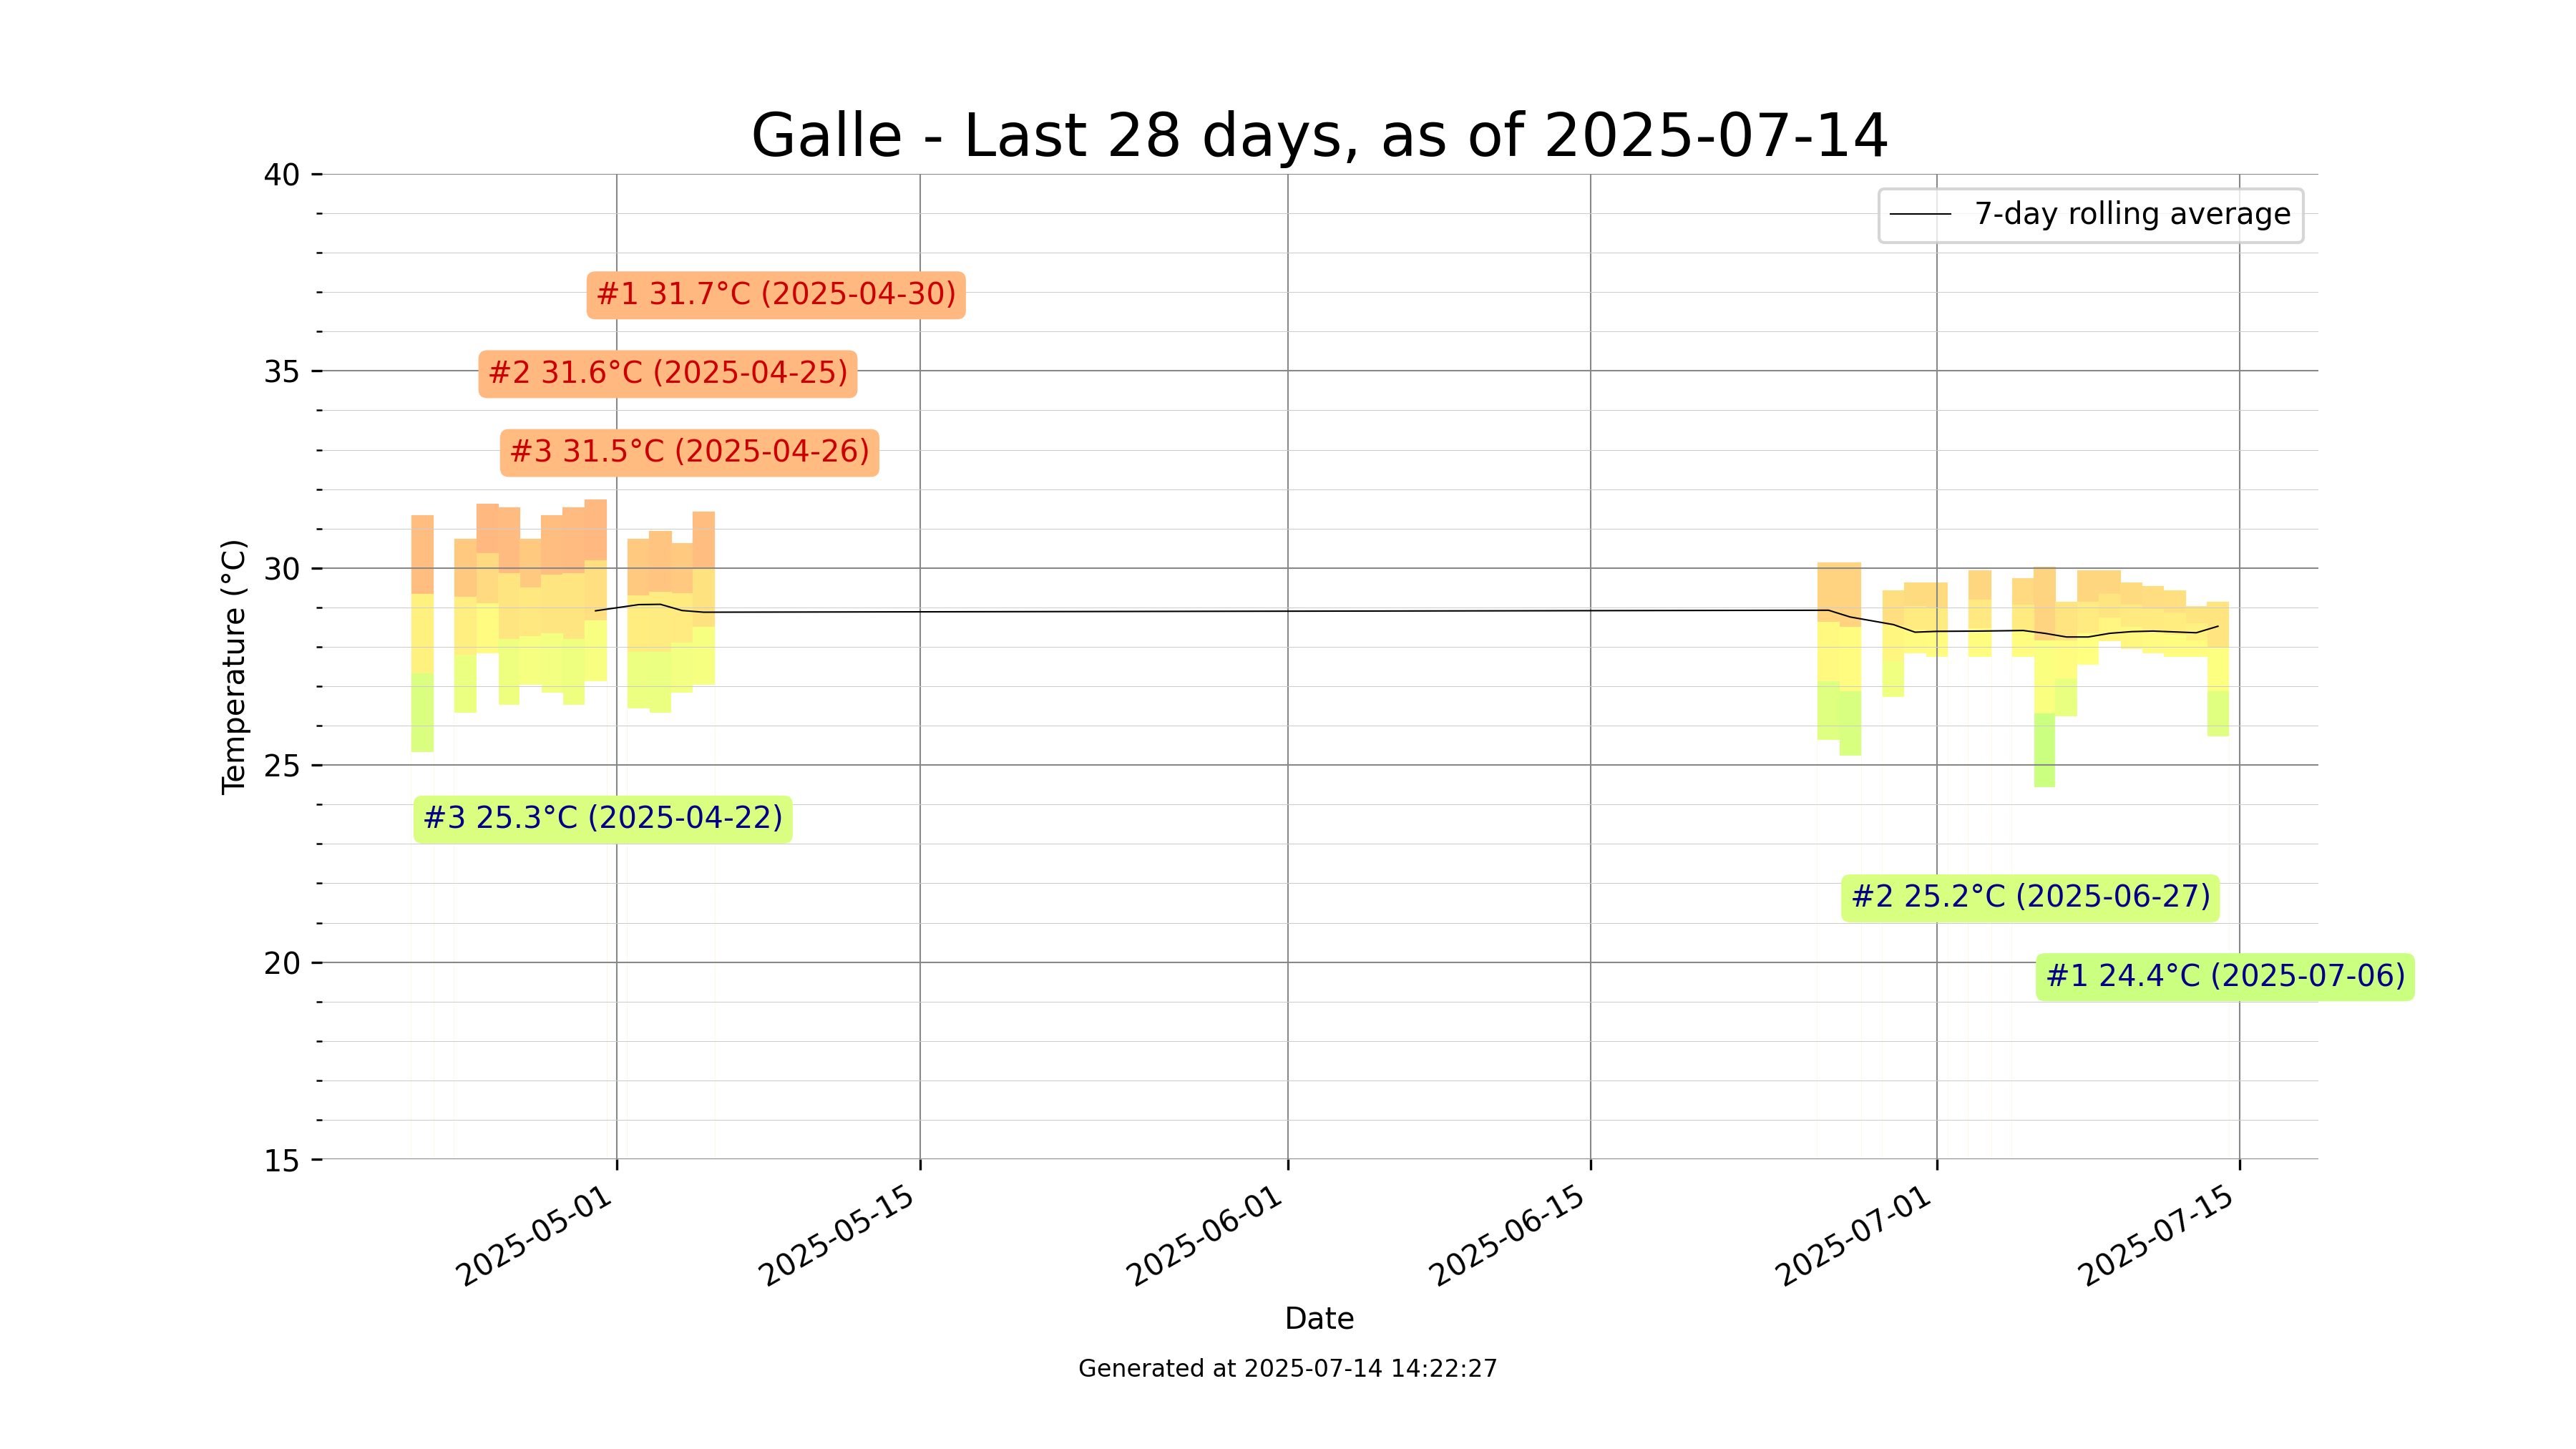 Galle - Last 28 days, as of 2025-07-14
40
7-day rolling average
#1 31.7°C (2025-04-30)
35
#2 31.6°C (2025-04-25)
#3 31.5°C (2025-04-26)
30
Temperature (°C)
25
#3 25.3°C (2025-04-22)
#2 25.2°C (2025-06-27)
20
#1 24.4°C (2025-07-06)
15
2025-05-01
2025-05-15
2025-06-01
2025-06-15
2025-07-01
2025-07-15
Date
Generated at 2025-07-14 14:22:27